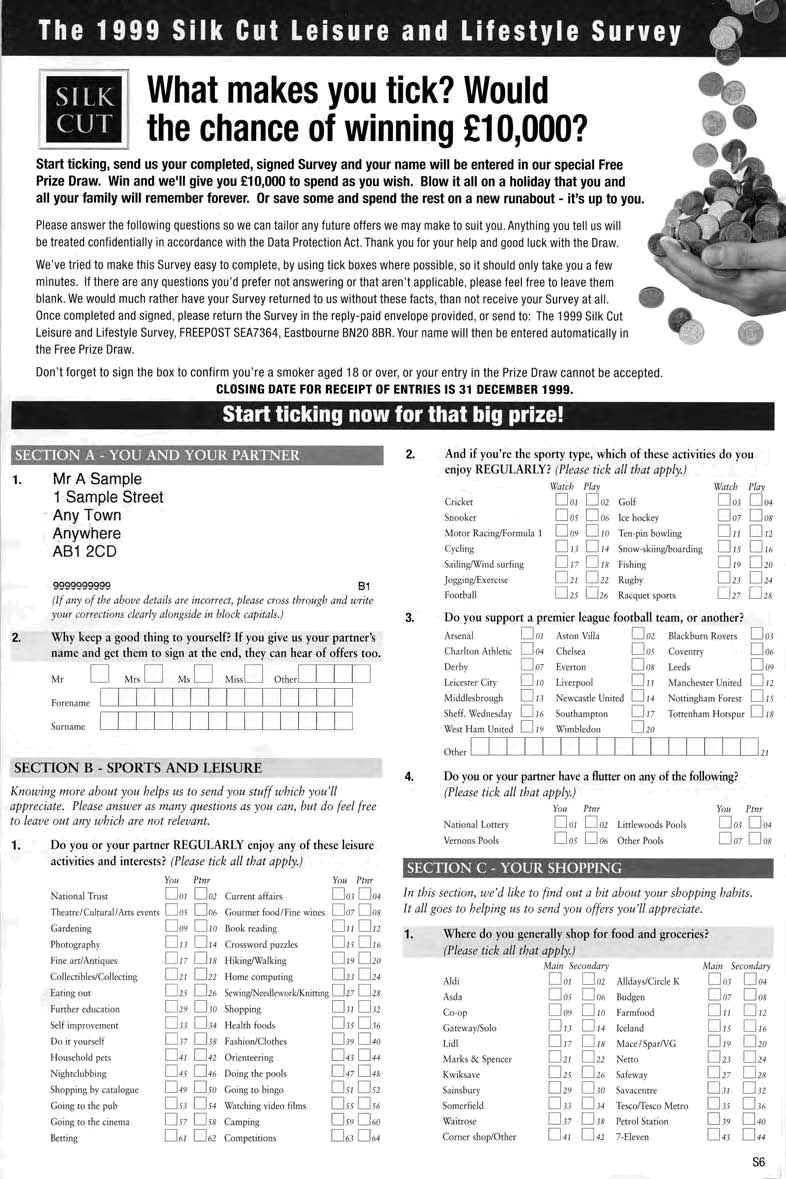 The 1999 Silk Cut Leisure and Lifestyle Survey
SILK
CUT
What makes you tick? Would
the chance of winning £10,000?
Start ticking, send us your completed, signed Survey and your name will be entered in our special Free
Prize Draw. Win and we'll give you £10,000 to spend as you wish. Blow it all on a holiday that you and
all your family will remember forever. Or save some and spend the rest on a new runabout - it's up to you.
Please answer the following questions so we can tailor any future offers we may make to suit you. Anything you tell us will
be treated confidentially in accordance with the Data Protection Act. Thank you for your help and good luck with the Draw.
We've tried to make this Survey easy to complete, by using tick boxes where possible, so it should only take you a few
minutes. If there are any questions you'd prefer not answering or that aren't applicable, please feel free to leave them
blank. We would much rather have your Survey returned to us without these facts, than not receive your Survey at all.
Once completed and signed, please return the Survey in the reply-paid envelope provided, or send to: The 1999 Silk Cut
Leisure and Lifestyle Survey, FREEPOST SEA7364, Eastbourne BN20 8BR. Your name will then be entered automatically in
the Free Prize Draw.
Don't forget to sign the box to confirm you're a smoker aged 18 or over, or your entry in the Prize Draw cannot be accepted.
CLOSING DATE FOR RECEIPT OF ENTRIES IS 31 DECEMBER 1999.
Start ticking now for that big prize!
SECTION A - YOU AND YOUR PARTNER
1. Mr A Sample
1 Sample Street
Any Town
Anywhere
AB1 2CD
9999999999 B1
(If any of the above details are incorrect, please cross through and write
your corrections clearly alongside in block capitals.)
2. Why keep a good thing to yourself? If you give us your partner's
name and get them to sign at the end, they can hear of offers too.
Mr Mrs Ms Miss Other
Forename
Surname
SECTION B - SPORTS AND LEISURE
Knowing more about you helps us to send you stuff which you'll
appreciate. Please answer as many questions as you can, but do feel free
to leave out any which are not relevant.
1. Do you or your partner REGULARLY enjoy any of these leisure
activities and interests? (Please tick all that apply.)
You Ptnr You Ptnr
National Trust 01 02 Current affairs 03 04
Theatre/Cultural/Arts events 05 06 Gourmet food/Fine wines 07 08
Gardening 09 10 Book reading 11 12
Photography 13 14 Crossword puzzles 15 16
Fine art/Antiques 17 18 Hiking/Walking 19 20
Collectibles/Collecting 21 22 Home computing 23 24
Eating out 25 26 Sewing/Needlework/Knitting 27 28
Further education 29 30 Shopping 31 32
Self improvement 33 34 Health foods 35 36
Do it yourself 37 38 Fashion/Clothes 39 40
Household pets 41 42 Orienteering 43 44
Nightclubbing 45 46 Doing the pools 47 48
Shopping by catalogue 49 50 Going to bingo 51 52
Going to the pub 53 54 Watching video films 55 56
Going to the cinema 57 58 Camping 59 60
Betting 61 62 Competitions 63 64
2. And if you're the sporty type, which of these activities do you
enjoy REGULARLY? (Please tick all that apply.)
Watch Play Watch Play
Cricket 01 02 Golf 03 04
Snooker 05 06 Ice hockey 07 08
Motor Racing/Formula 1 09 10 Ten-pin bowling 11 12
Cycling 13 14 Snow-skiing/boarding 15 16
Sailing/Wind surfing 17 18 Fishing 19 20
Jogging/Exercise 21 22 Rugby 23 24
Football 25 26 Racquet sports 27 28
3. Do you support a premier league football team, or another?
Arsenal 01 Aston Villa 02 Blackburn Rovers 03
Charlton Athletic 04 Chelsea 05 Coventry 06
Derby 07 Everton 08 Leeds 09
Leicester City 10 Liverpool 11 Manchester United 12
Middlesbrough 13 Newcastle United 14 Nottingham Forest 15
Sheff. Wednesday 16 Southampton 17 Tottenham Hotspur 18
West Ham United 19 Wimbledon 20
Other 21
4. Do you or your partner have a flutter on any of the following?
(Please tick all that apply.)
You Ptnr You Ptnr
National Lottery 01 02 Littlewoods Pools 03 04
Vernons Pools 05 06 Other Pools 07 08
SECTION C - YOUR SHOPPING
In this section, we'd like to find out a bit about your shopping habits.
It all goes to helping us to send you offers you'll appreciate.
1. Where do you generally shop for food and groceries?
(Please tick all that apply.)
Main Secondary Main Secondary
Aldi 01 02 Alldays/Circle K 03 04
Asda 05 06 Budgen 07 08
Co-op 09 10 Farmfood 11 12
Gateway/Solo 13 14 Iceland 15 16
Lidl 17 18 Mace/Spar/VG 19 20
Marks & Spencer 21 22 Netto 23 24
Kwiksave 25 26 Safeway 27 28
Sainsbury 29 30 Savacentre 31 32
Somerfield 33 34 Tesco/Tesco Metro 35 36
Waitrose 37 38 Petrol Station 39 40
Corner shop/Other 41 42 7-Eleven 43 44
S6